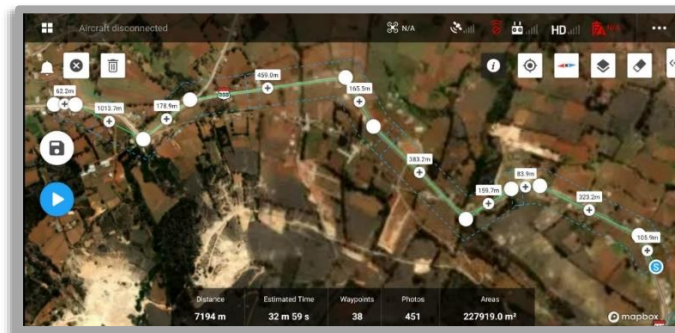 Aircraft disconnected
N/A
HD
N/A
459.0m
62.2m
165.5m
1013.7m
178.9m
383.2m
83.9m
159.7m
323.2m
105.9m
S
Distance
Estimated Time
Waypoints
Photos
Areas
7194 m
32 m 59 s
38
451
227919.0 m²
mapbox